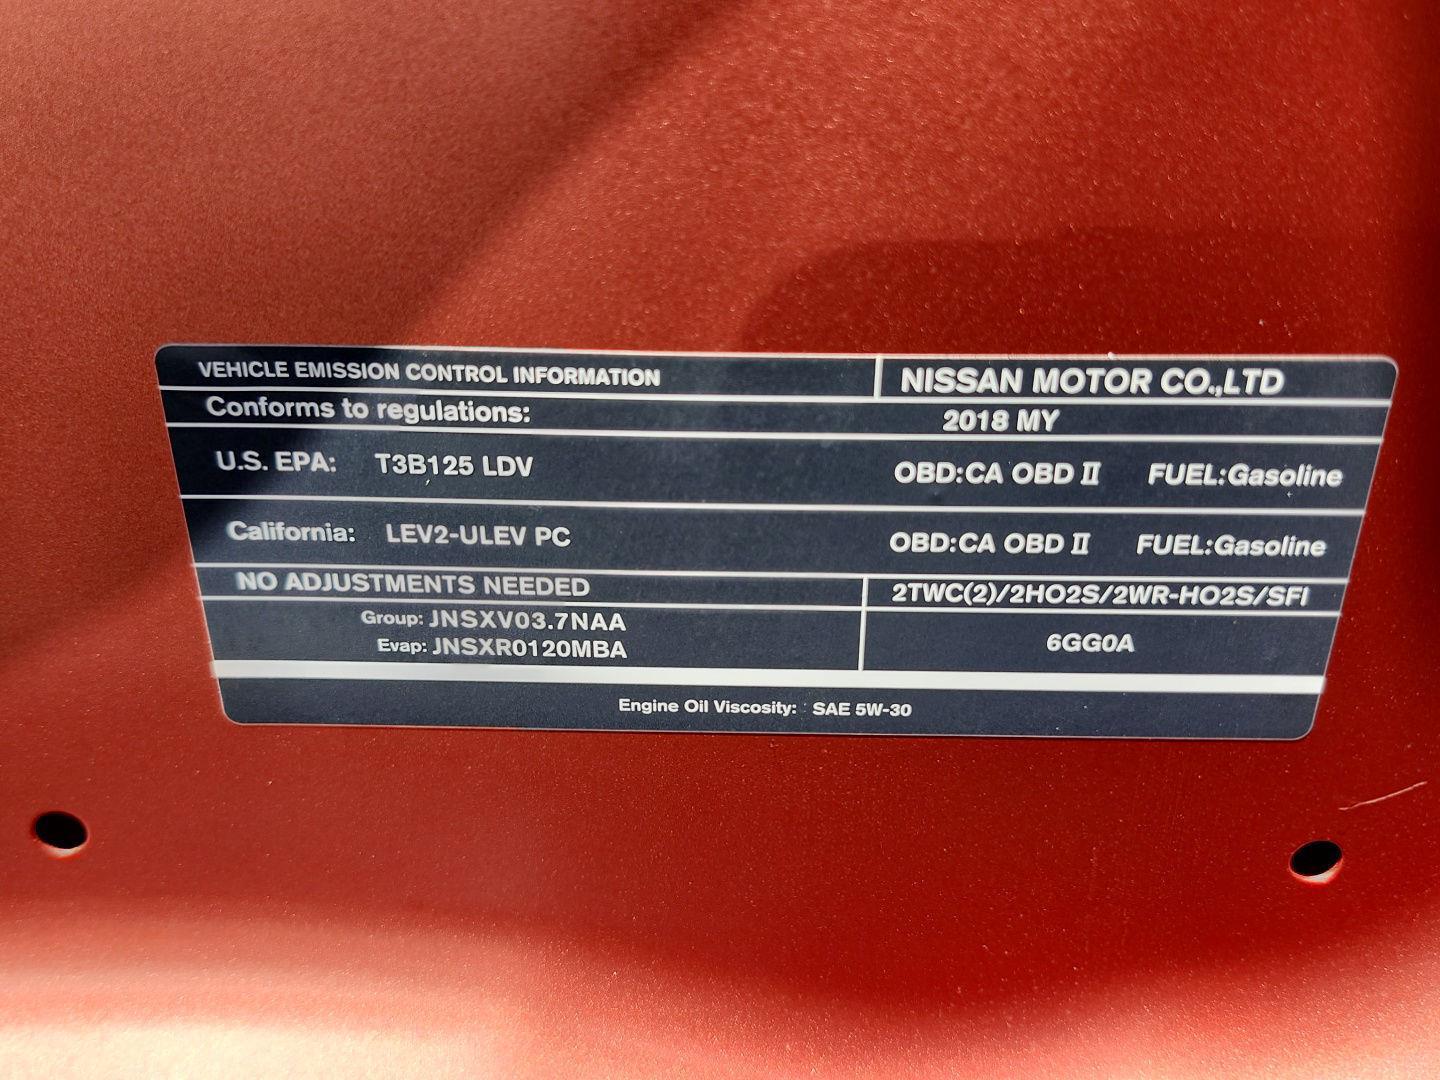 VEHICLE EMISSION CONTROL INFORMATION NISSAN MOTOR CO.,LTD
Conforms to regulations: 2018 MY
U.S. EPA: T3B125 LDV OBD:CA OBD II FUEL:Gasoline
California: LEV2-ULEV PC OBD:CA OBD II FUEL:Gasoline
NO ADJUSTMENTS NEEDED 2TWC(2)/2HO2S/2WR-HO2S/SFI
Group: JNSXV03.7NAA
Evap: JNSXR0120MBA
6GG0A
Engine Oil Viscosity: SAE 5W-30